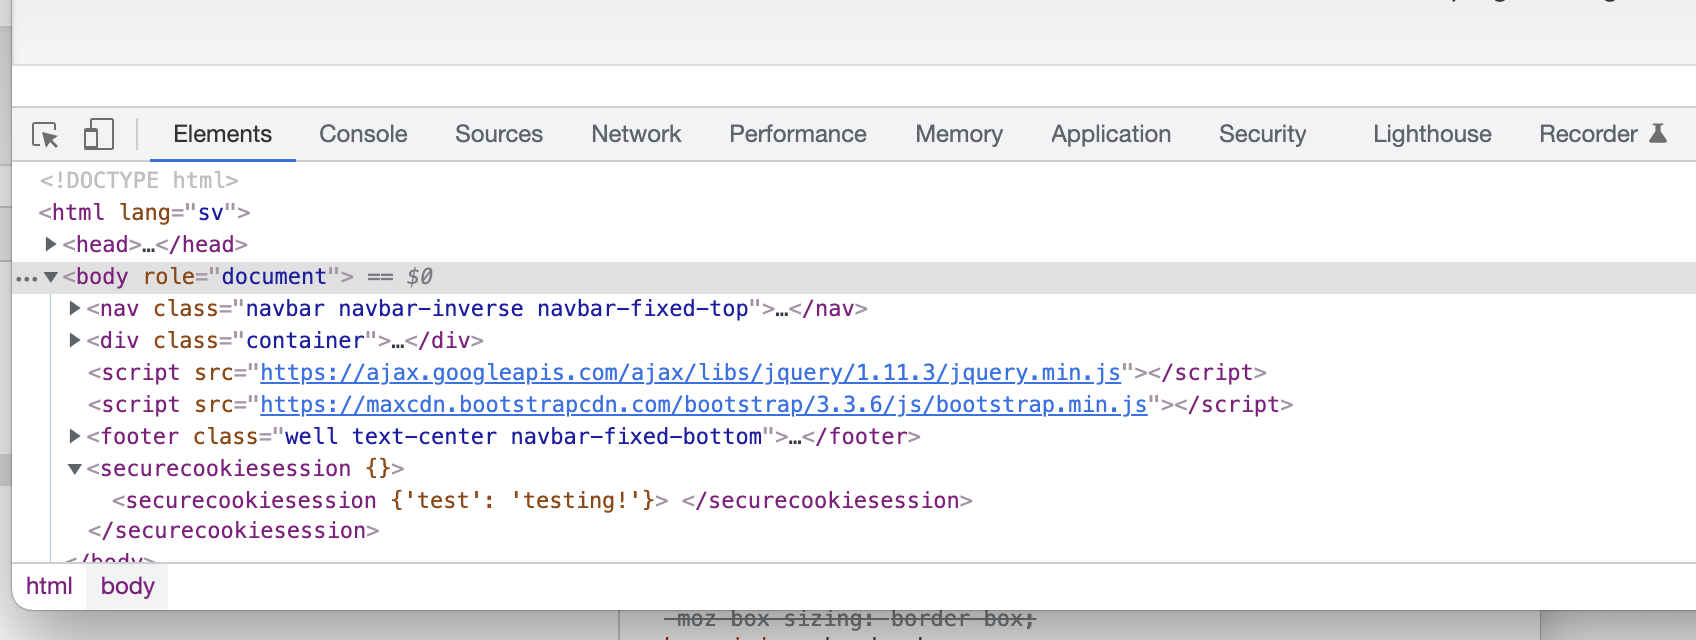 Elements Console Sources Network Performance Memory Application Security Lighthouse Recorder
<!DOCTYPE html>
<html lang="sv">
<head>…</head>
<body role="document"> == $0
<nav class="navbar navbar-inverse navbar-fixed-top">…</nav>
<div class="container">…</div>
<script src="https://ajax.googleapis.com/ajax/libs/jquery/1.11.3/jquery.min.js"></script>
<script src="https://maxcdn.bootstrapcdn.com/bootstrap/3.3.6/js/bootstrap.min.js"></script>
<footer class="well text-center navbar-fixed-bottom">…</footer>
<securecookiesession {}>
<securecookiesession {'test': 'testing!'}> </securecookiesession>
</securecookiesession>
</body>
html body
-moz-box-sizing: border-box;